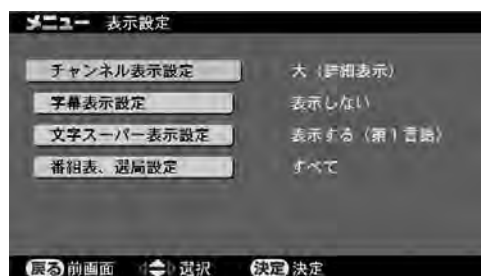 メニュー 表示設定
チャンネル表示設定 大（詳細表示）
字幕表示設定 表示しない
文字スーパー表示設定 表示する（第1言語）
番組表、選局設定 すべて
戻る 前画面 選択 決定 決定